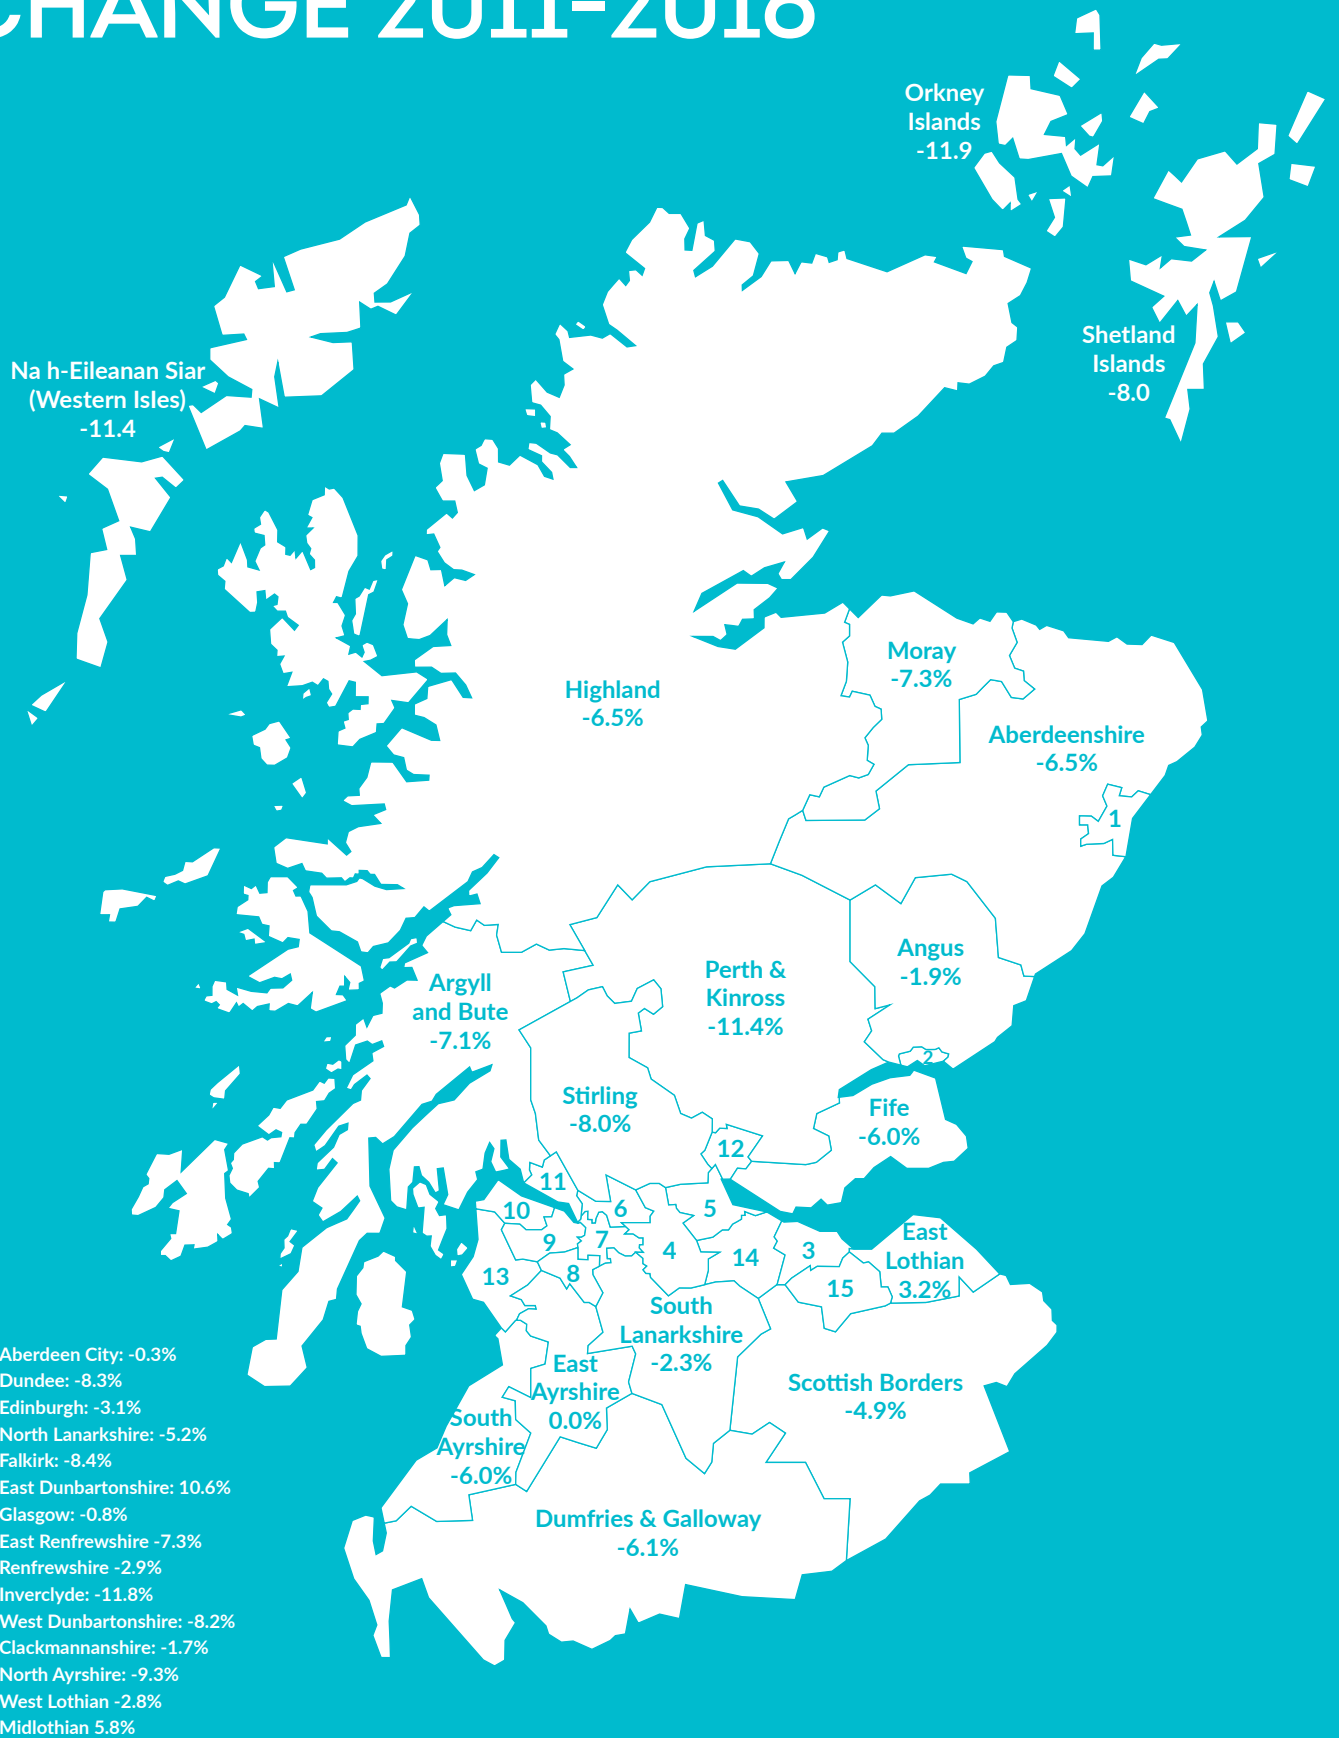 CHANGE 2011-2016
Orkney
Islands
-11.9
Shetland
Islands
-8.0
Na h-Eileanan Siar
(Western Isles)
-11.4
Moray
-7.3%
Highland
-6.5%
Aberdeenshire
-6.5%
1
Angus
-1.9%
Perth &
Kinross
-11.4%
Argyll
and Bute
-7.1%
2
Stirling
-8.0%
Fife
-6.0%
12
11
10
6
5
9
7
4
14
3
13
8
15
East
Lothian
3.2%
South
Lanarkshire
-2.3%
East
Ayrshire
0.0%
Scottish Borders
-4.9%
South
Ayrshire
-6.0%
Dumfries & Galloway
-6.1%
Aberdeen City: -0.3%
Dundee: -8.3%
Edinburgh: -3.1%
North Lanarkshire: -5.2%
Falkirk: -8.4%
East Dunbartonshire: 10.6%
Glasgow: -0.8%
East Renfrewshire -7.3%
Renfrewshire -2.9%
Inverclyde: -11.8%
West Dunbartonshire: -8.2%
Clackmannanshire: -1.7%
North Ayrshire: -9.3%
West Lothian -2.8%
Midlothian 5.8%